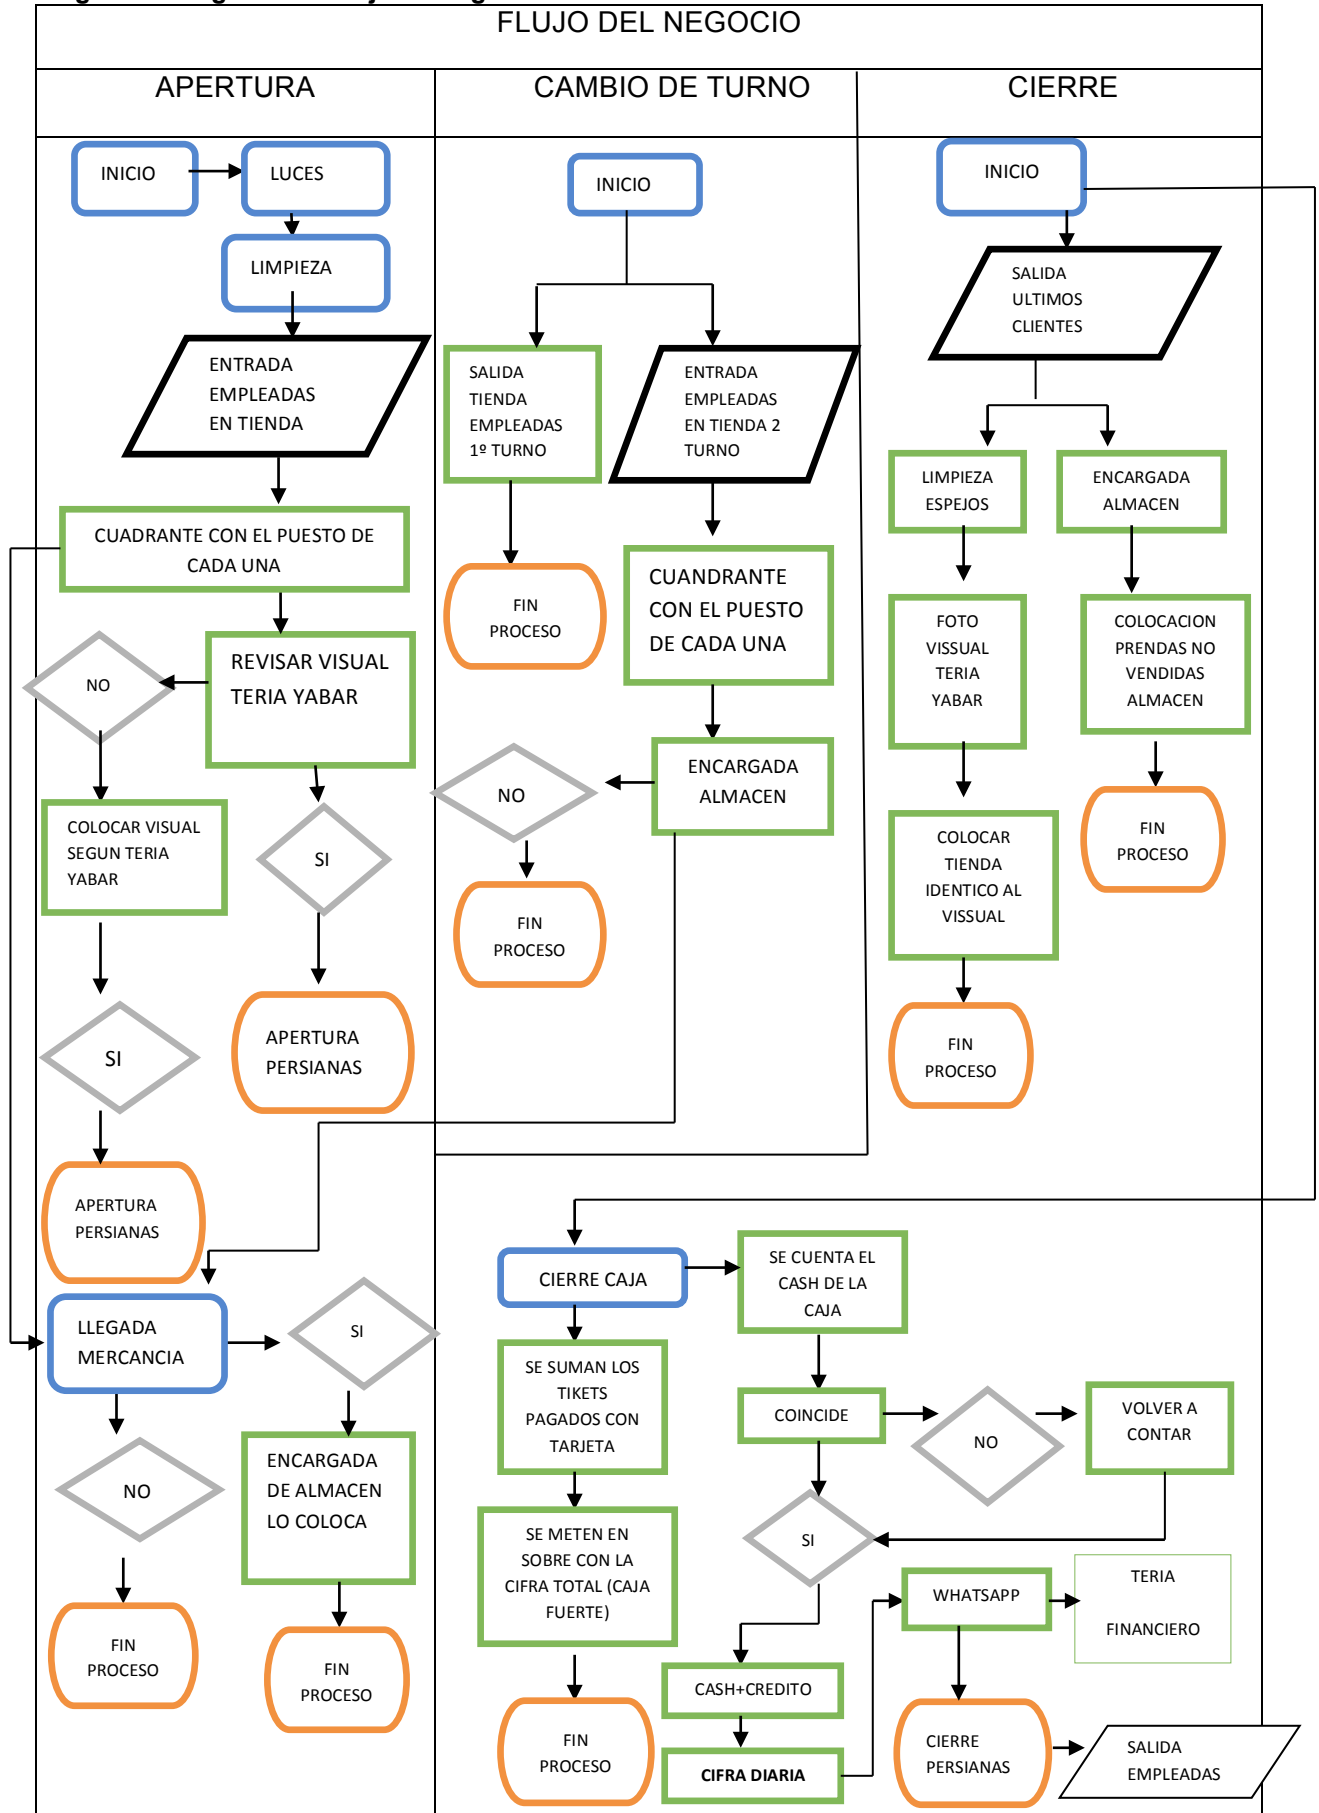 FLUJO DEL NEGOCIO
APERTURA
CAMBIO DE TURNO
CIERRE
INICIO
LUCES
LIMPIEZA
ENTRADA
EMPLEADAS
EN TIENDA
CUADRANTE CON EL PUESTO DE
CADA UNA
REVISAR VISUAL
TERIA YABAR
NO
COLOCAR VISUAL
SEGUN TERIA
YABAR
SI
SI
APERTURA
PERSIANAS
APERTURA
PERSIANAS
LLEGADA
MERCANCIA
SI
NO
ENCARGADA
DE ALMACEN
LO COLOCA
FIN
PROCESO
FIN
PROCESO
INICIO
SALIDA
TIENDA
EMPLEADAS
1º TURNO
ENTRADA
EMPLEADAS
EN TIENDA 2
TURNO
FIN
PROCESO
CUANDRANTE
CON EL PUESTO
DE CADA UNA
ENCARGADA
ALMACEN
NO
FIN
PROCESO
INICIO
SALIDA
ULTIMOS
CLIENTES
LIMPIEZA
ESPEJOS
ENCARGADA
ALMACEN
FOTO
VISSUAL
TERIA
YABAR
COLOCACION
PRENDAS NO
VENDIDAS
ALMACEN
COLOCAR
TIENDA
IDENTICO AL
VISSUAL
FIN
PROCESO
FIN
PROCESO
CIERRE CAJA
SE CUENTA EL
CASH DE LA
CAJA
SE SUMAN LOS
TIKETS
PAGADOS CON
TARJETA
COINCIDE
NO
VOLVER A
CONTAR
SE METEN EN
SOBRE CON LA
CIFRA TOTAL (CAJA
FUERTE)
SI
WHATSAPP
TERIA
FINANCIERO
CASH+CREDITO
FIN
PROCESO
CIFRA DIARIA
CIERRE
PERSIANAS
SALIDA
EMPLEADAS